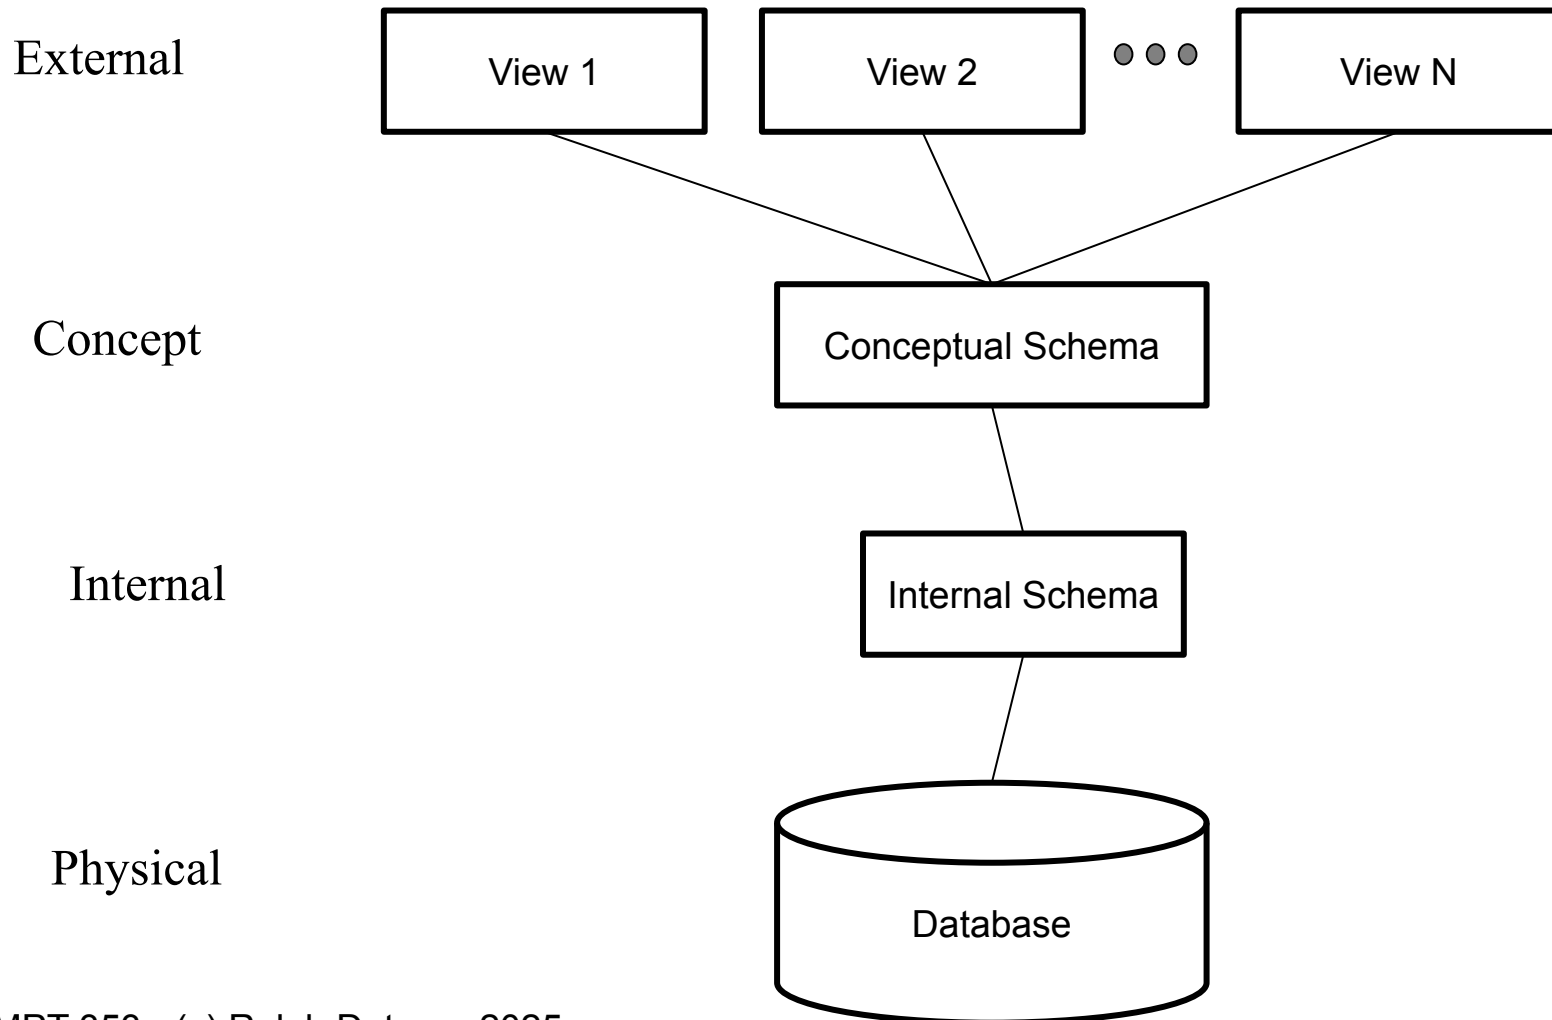 External
View 1
View 2
View N
Concept
Conceptual Schema
Internal
Internal Schema
Physical
Database